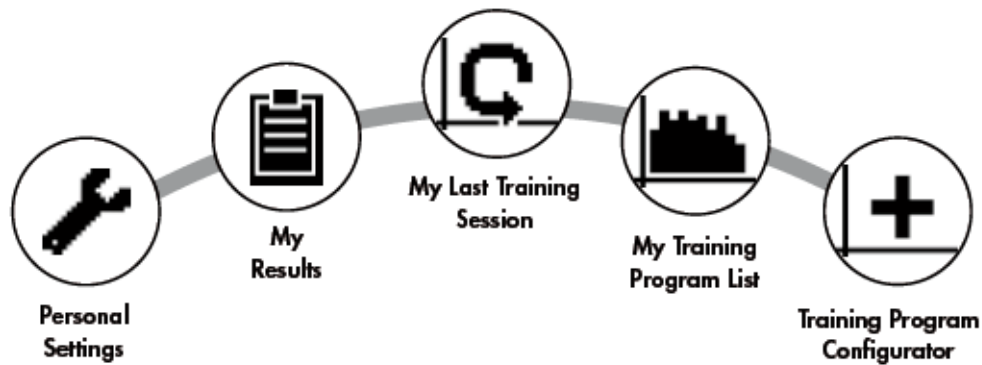 Personal
Settings
My
Results
My Last Training
Session
My Training
Program List
Training Program
Configurator